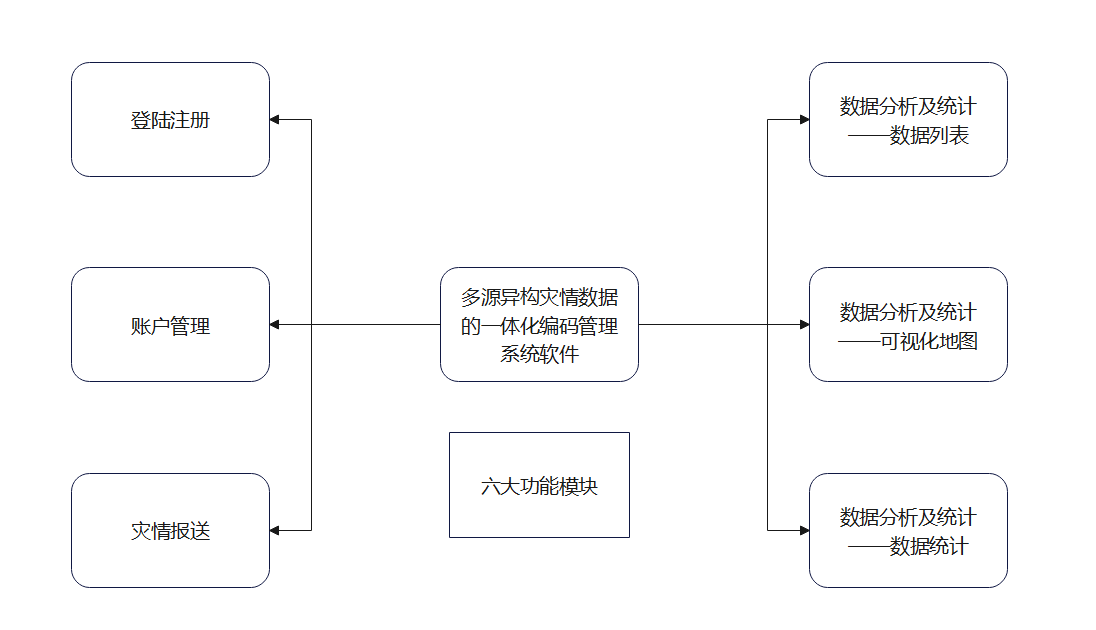 登陆注册
账户管理
灾情报送
多源异构灾情数据
的一体化编码管理
系统软件
六大功能模块
数据分析及统计
——数据列表
数据分析及统计
——可视化地图
数据分析及统计
——数据统计